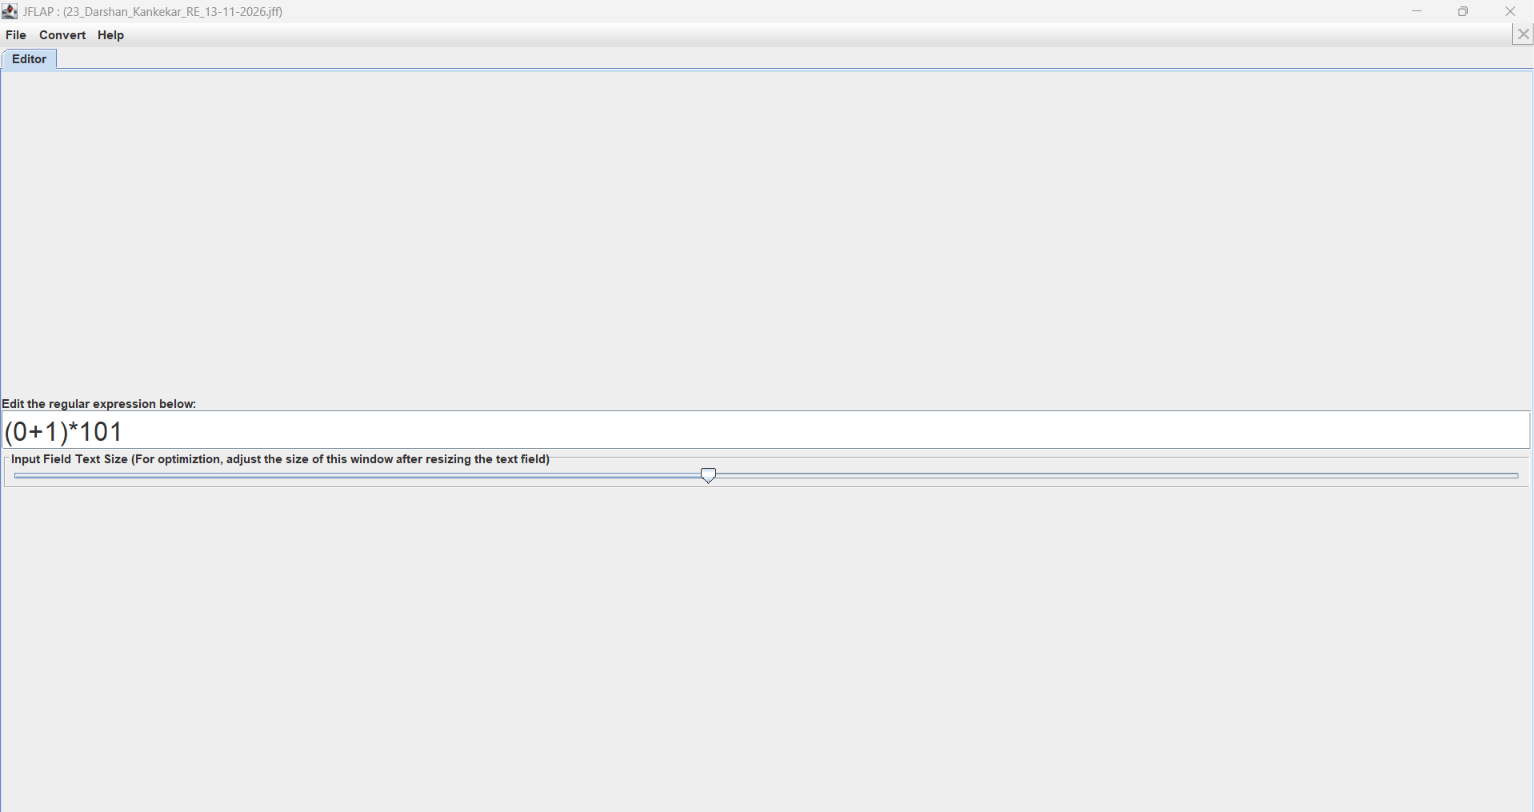 JFLAP : (23_Darshan_Kankekar_RE_13-11-2026.jff)
File Convert Help
Editor
Edit the regular expression below:
(0+1)*101
Input Field Text Size (For optimiztion, adjust the size of this window after resizing the text field)